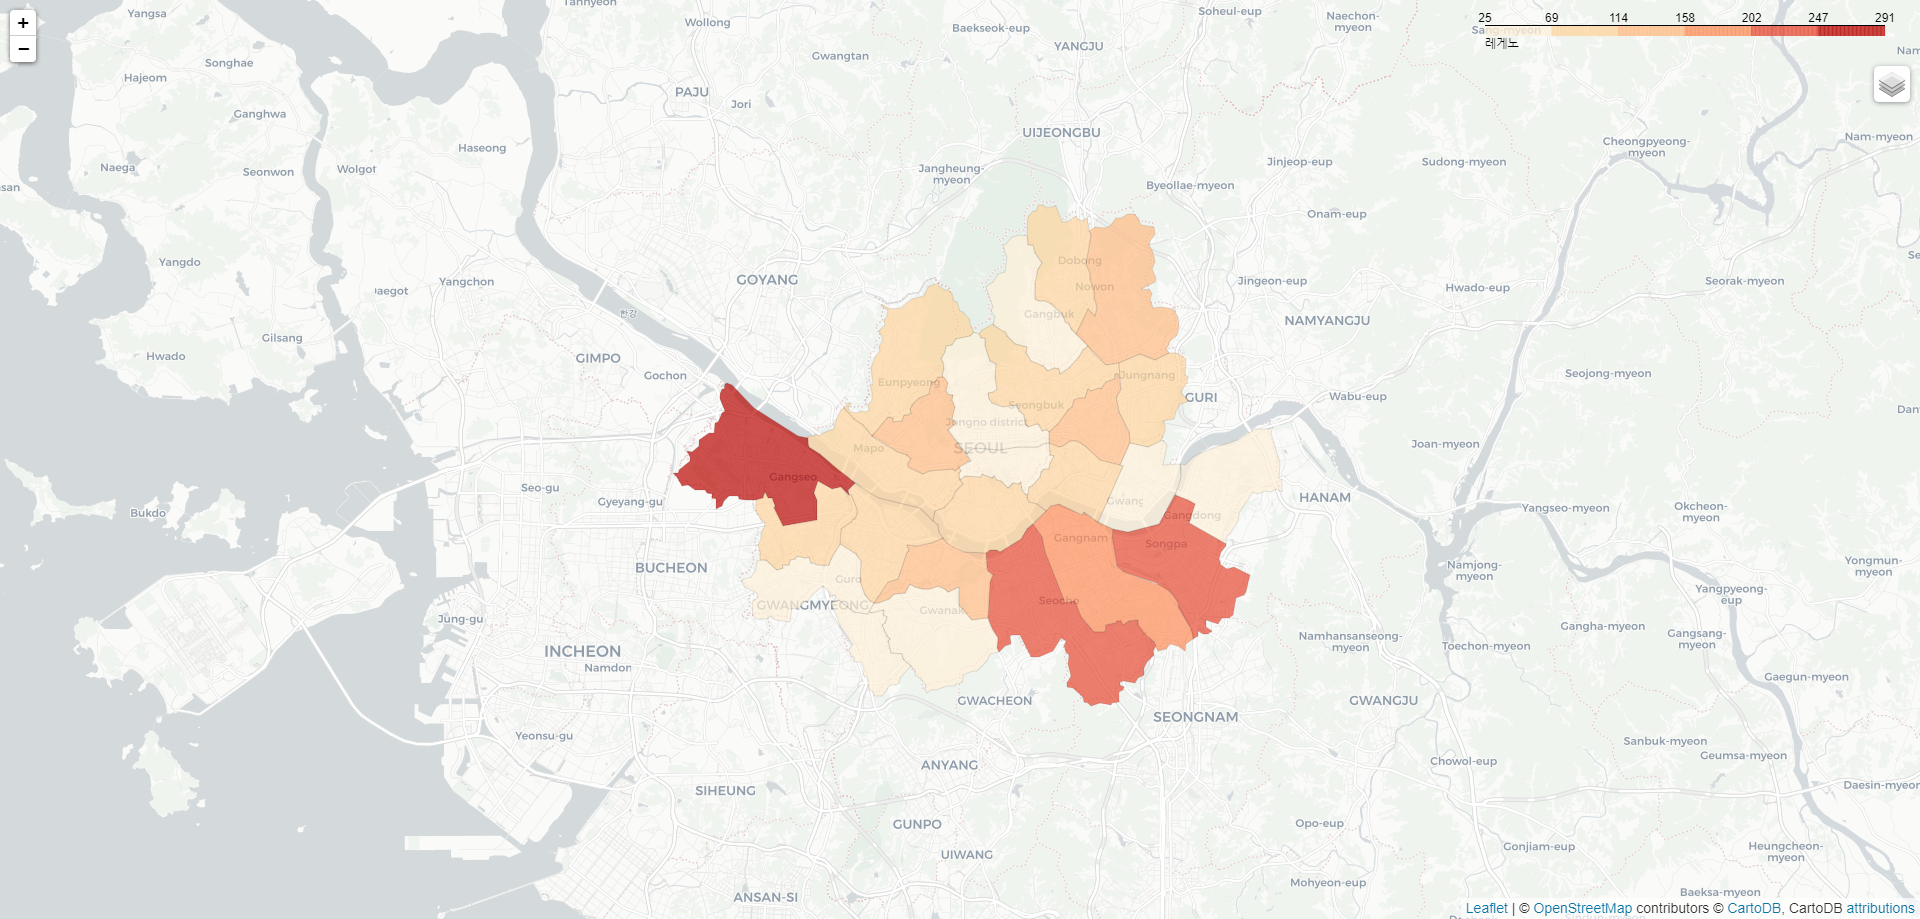 +
−
25 69 114 158 202 247 291
레게노
Yangsa
Tannyeon
Wollong
Baekseok-eup
Soheul-eup
Naechon-
myeon
Sang-myeon
YANGJU
Gwangtan
Songhae
Hajeom
PAJU
Jori
Ganghwa
UIJEONGBU
Cheongpyeong-
myeon
Nam-myeon
Haseong
Naega
Seonwon
Wolgot
Jangheung-
myeon
Jinjeop-eup
Sudong-myeon
Byeollae-myeon
Onam-eup
Yangdo
Yangchon
GOYANG
Dobong
Nowon
Jingeon-eup
Hwado-eup
Seorak-myeon
한강
Gangbuk
NAMYANGJU
Gilsang
Hwado
GIMPO
Gochon
Eunpyeong
Jungnang
Seojong-myeon
GURI
Wabu-eup
Seongbuk
Jongno district
SEOUL
Mapo
Joan-myeon
Gangseo
Seo-gu
Gyeyang-gu
Gwang
HANAM
Bukdo
Gangdong
Yangseo-myeon
Okcheon-
myeon
Gangnam
Songpa
BUCHEON
Guro
Namjong-
myeon
Yongmun-
myeon
Yangpyeong-
eup
GWANGMYEONG
Gwanak
Seocho
Jung-gu
Gangha-myeon
Gangsang-
myeon
INCHEON
Namdon
Namhansanseong-
myeon
Toechon-myeon
Gaegun-myeon
GWACHEON
GWANGJU
SEONGNAM
Yeonsu-gu
Sanbuk-myeon
Geumsa-myeon
ANYANG
Chowol-eup
SIHEUNG
Daesin-myeon
GUNPO
Opo-eup
Gonjiam-eup
Heungcheon-
myeon
UIWANG
Mohyeon-eup
ANSAN-SI
Baeksa-myeon
Leaflet | © OpenStreetMap contributors © CartoDB, CartoDB attributions